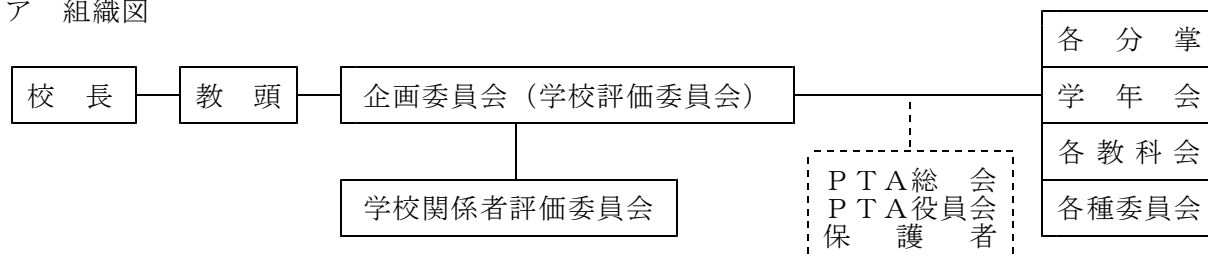 ア 組織図
校長
教頭
企画委員会（学校評価委員会）
学校関係者評価委員会
ＰＴＡ総会
ＰＴＡ役員会
保護者
各分掌
学年会
各教科会
各種委員会